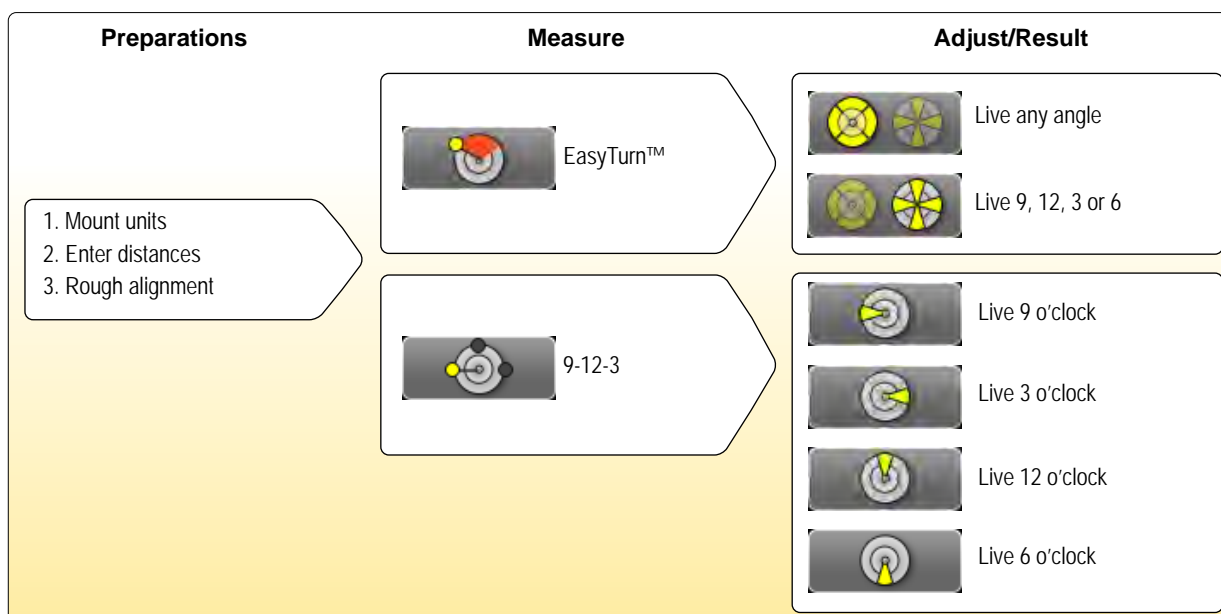 Preparations
Measure
Adjust/Result
1. Mount units
2. Enter distances
3. Rough alignment
EasyTurn™
9-12-3
Live any angle
Live 9, 12, 3 or 6
Live 9 o’clock
Live 3 o’clock
Live 12 o’clock
Live 6 o’clock